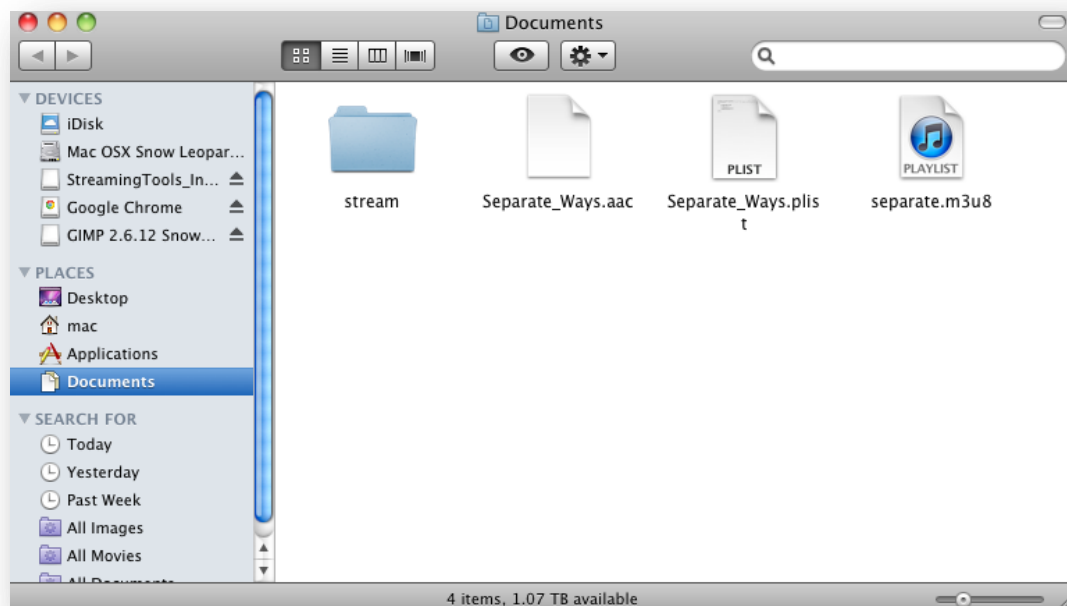 Documents
DEVICES
iDisk
Mac OSX Snow Leopar...
StreamingTools_In...
Google Chrome
GIMP 2.6.12 Snow...
PLACES
Desktop
mac
Applications
Documents
SEARCH FOR
Today
Yesterday
Past Week
All Images
All Movies
All Documents
stream
Separate_Ways.aac
PLIST
Separate_Ways.plis
t
PLAYLIST
separate.m3u8
4 items, 1.07 TB available